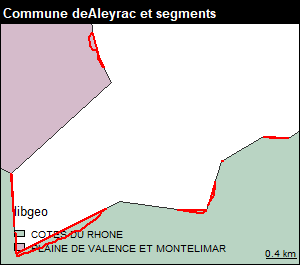 Commune deAleyrac et segments
libgeo
COTES DU RHONE
PLAINE DE VALENCE ET MONTELIMAR
0.4 km